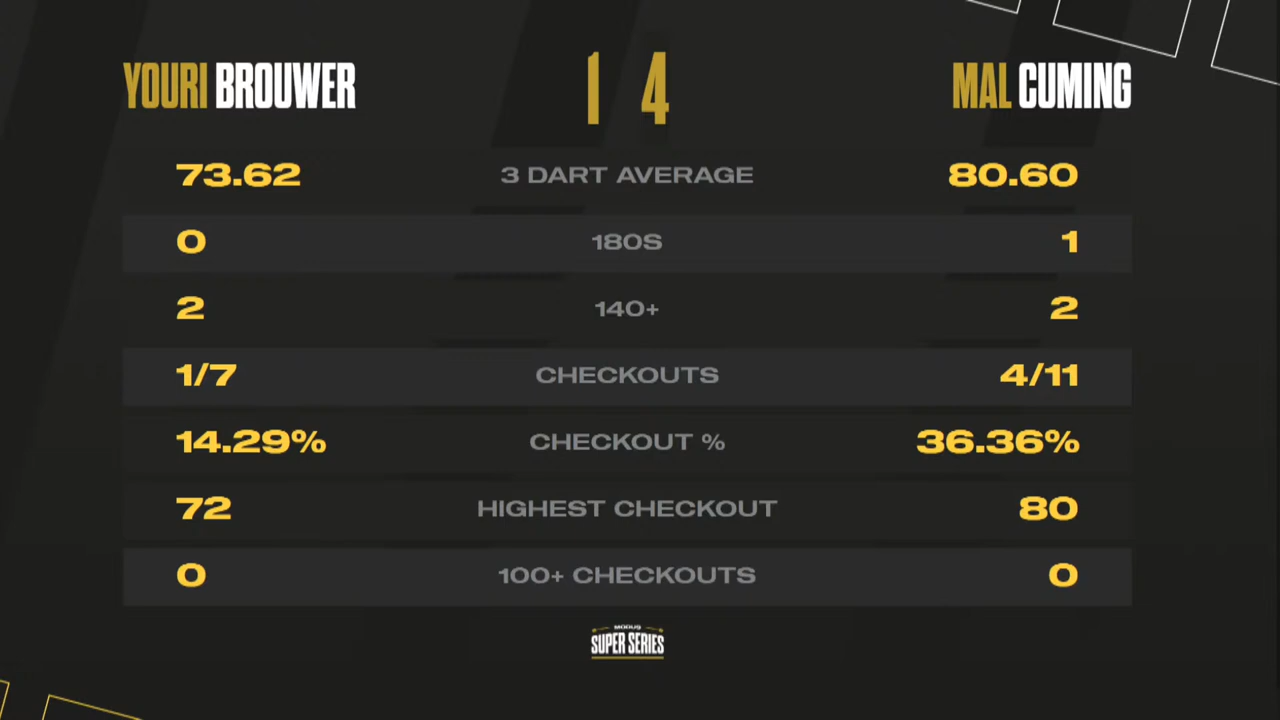 YOURI BROUWER 1 4 MAL CUMING
73.62 3 DART AVERAGE 80.60
0 180S 1
2 140+ 2
1/7 CHECKOUTS 4/11
14.29% CHECKOUT % 36.36%
72 HIGHEST CHECKOUT 80
0 100+ CHECKOUTS 0
MODUS
SUPER SERIES